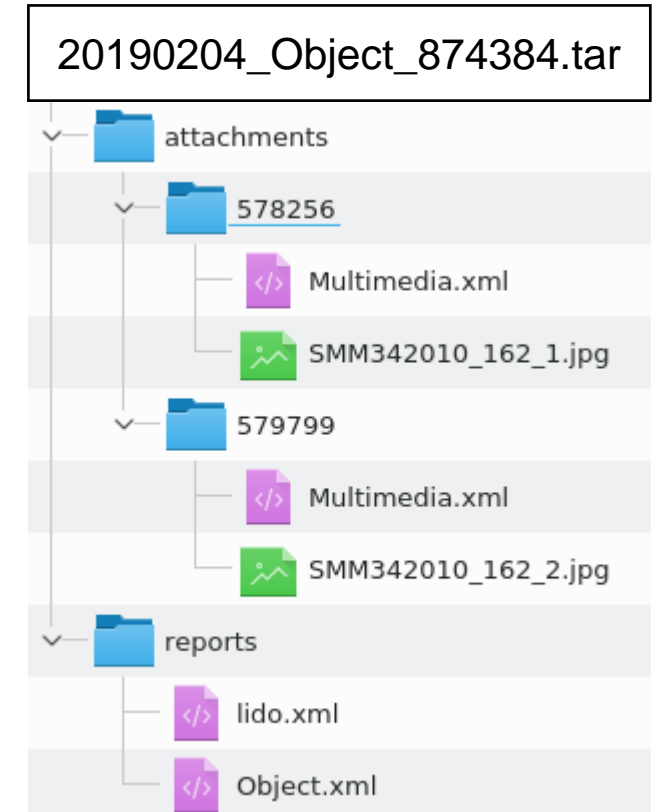 20190204_Object_874384.tar
attachments
578256
Multimedia.xml
SMM342010_162_1.jpg
579799
Multimedia.xml
SMM342010_162_2.jpg
reports
lido.xml
Object.xml